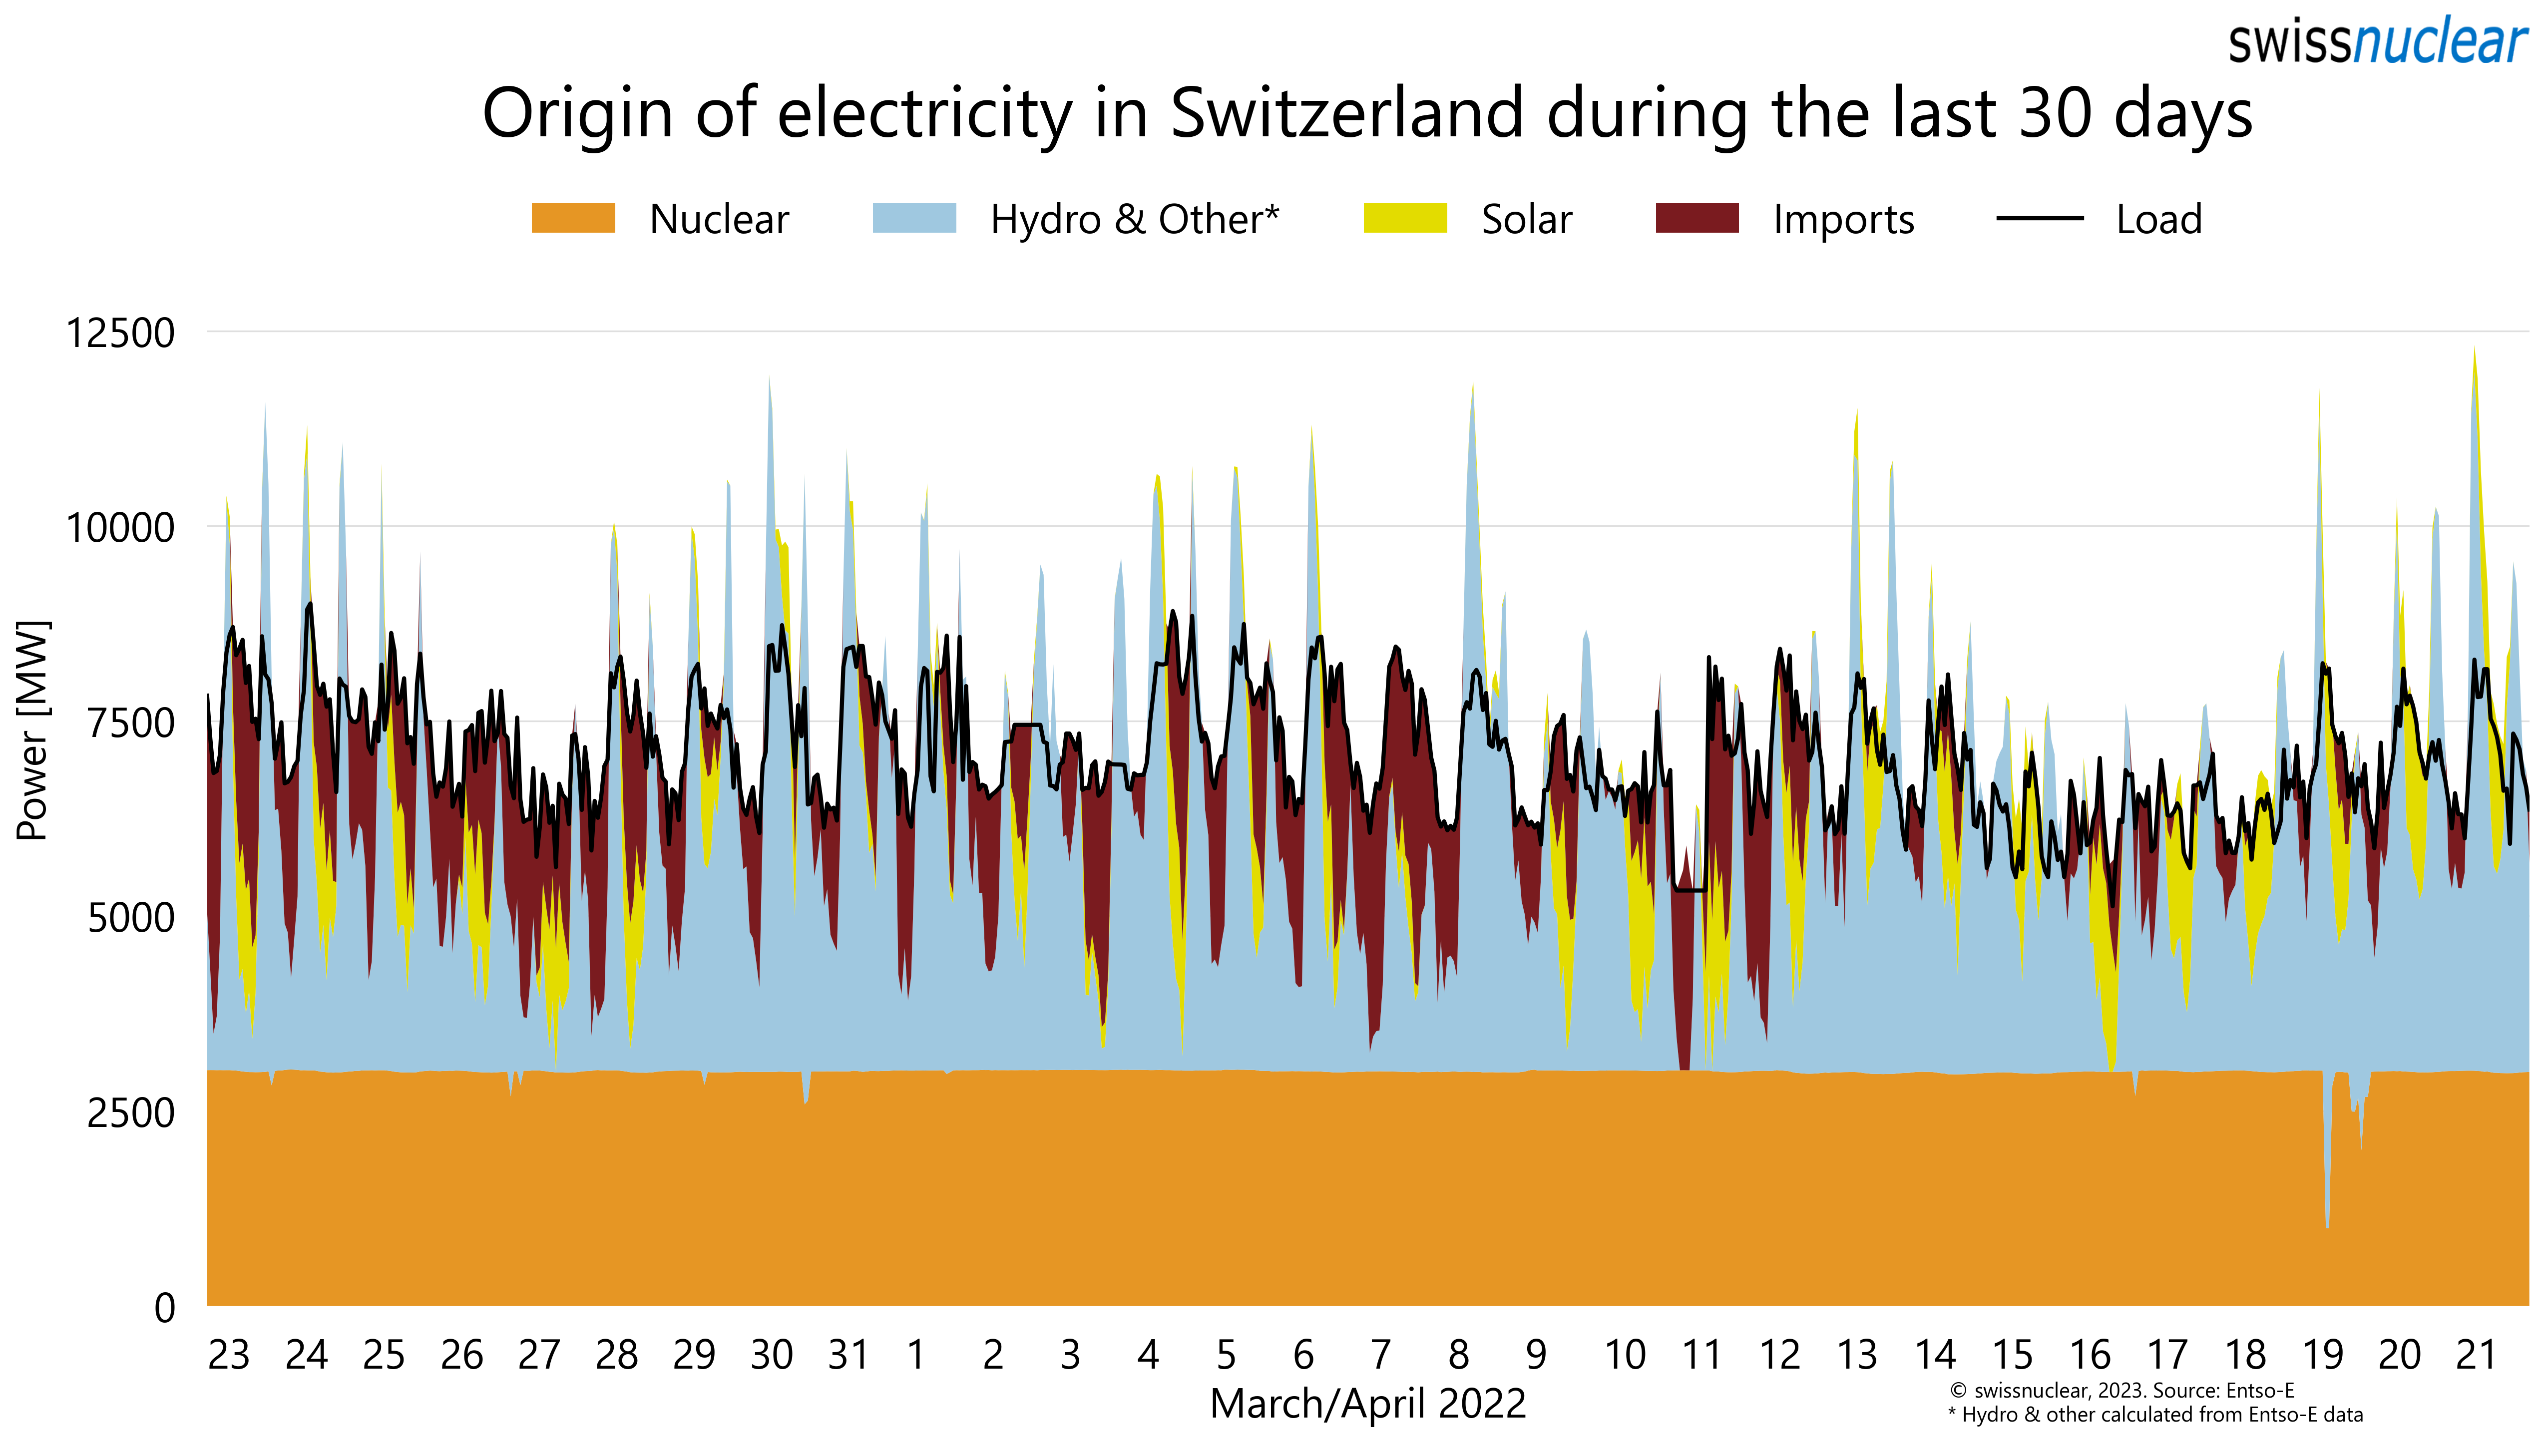 swissnuclear
Origin of electricity in Switzerland during the last 30 days
Nuclear Hydro & Other* Solar Imports Load
12500
10000
7500
5000
2500
0
Power [MW]
23 24 25 26 27 28 29 30 31 1 2 3 4 5 6 7 8 9 10 11 12 13 14 15 16 17 18 19 20 21
March/April 2022
© swissnuclear, 2023. Source: Entso-E
* Hydro & other calculated from Entso-E data